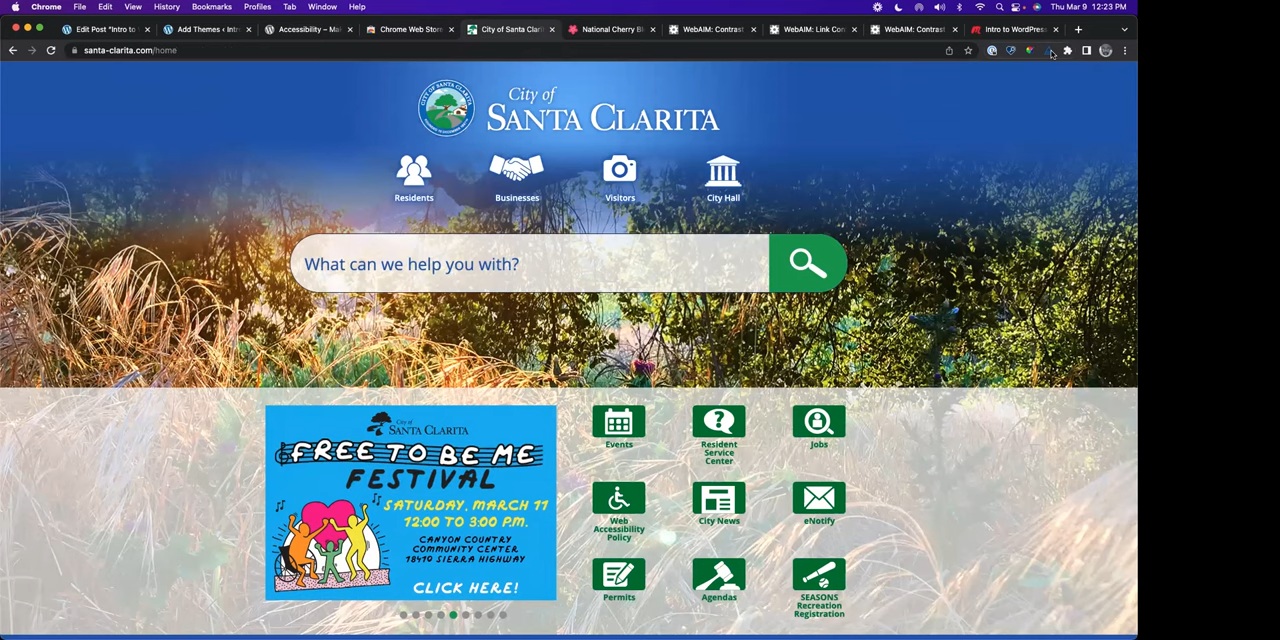 Chrome File Edit View History Bookmarks Profiles Tab Window Help Thu Mar 9 12:23 PM
Edit Post "Intro to Add Themes ‹ Intr Accessibility – Ma Chrome Web Store City of Santa Clari National Cherry Bl WebAIM: Contrast WebAIM: Link Con WebAIM: Contrast Intro to WordPress
santa-clarita.com/home
City of
SANTA CLARITA
Residents Businesses Visitors City Hall
What can we help you with?
City of
SANTA CLARITA
FREE TO BE ME
FESTIVAL
SATURDAY, MARCH 11
12:00 TO 3:00 P.M.
CANYON COUNTRY
COMMUNITY CENTER
18410 SIERRA HIGHWAY
CLICK HERE!
Events
Resident
Service
Center
Jobs
Web
Accessibility
Policy
City News
eNotify
Permits
Agendas
SEASONS
Recreation
Registration